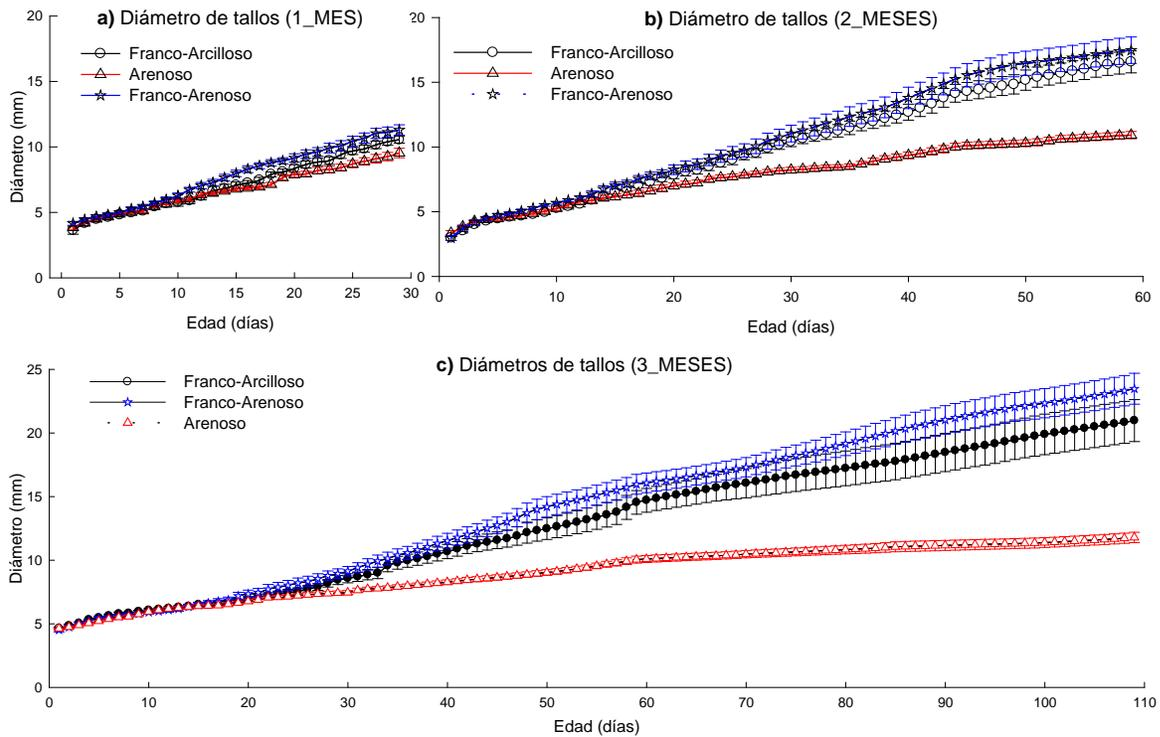 a) Diámetro de tallos (1_MES)
Franco-Arcilloso
Arenoso
Franco-Arenoso
Diámetro (mm)
20
15
10
5
0
0 5 10 15 20 25 30
Edad (días)
b) Diámetro de tallos (2_MESES)
Franco-Arcilloso
Arenoso
Franco-Arenoso
20
15
10
5
0
0 10 20 30 40 50 60
Edad (días)
c) Diámetros de tallos (3_MESES)
Franco-Arcilloso
Franco-Arenoso
Arenoso
Diámetro (mm)
25
20
15
10
5
0
0 10 20 30 40 50 60 70 80 90 100 110
Edad (días)